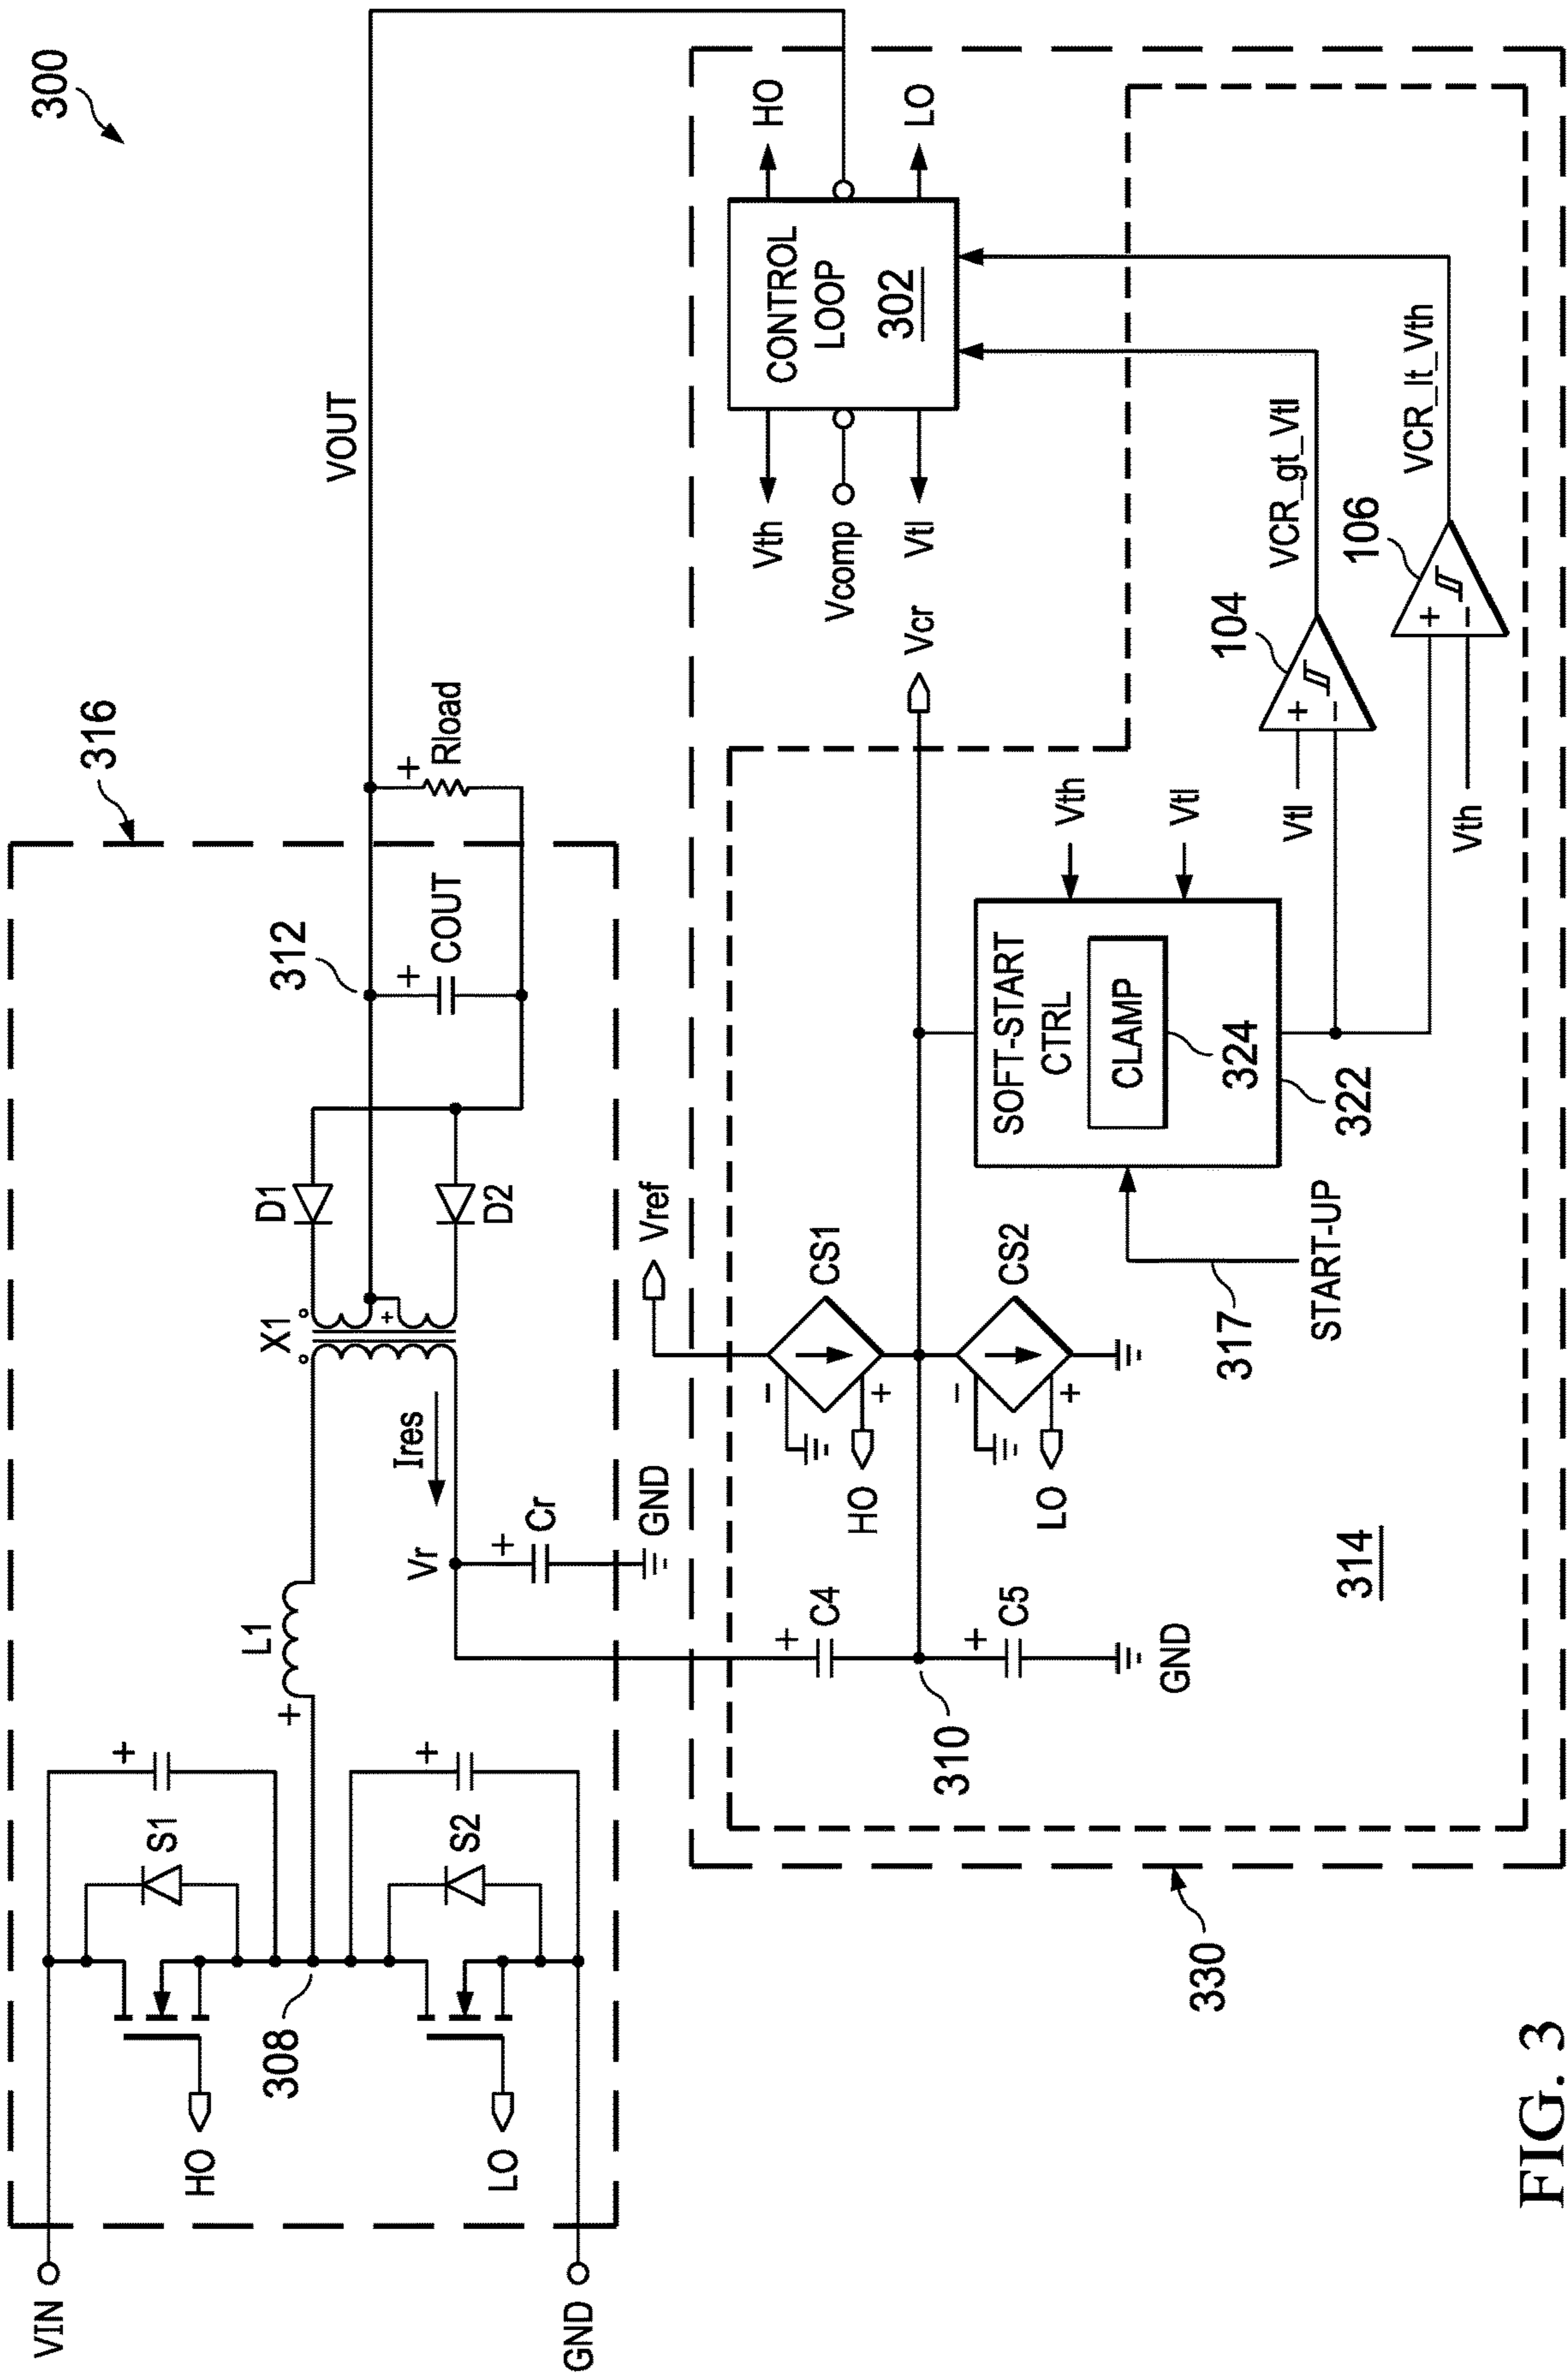 300
316
VIN
HO
S1
308
LO
S2
GND
L1
X1
D1
D2
312
COUT
Rload
VOUT
Ires
Vr
Cr
GND
Vref
330
310
C4
C5
GND
314
HO
CS1
LO
CS2
317
START-UP
SOFT-START
CTRL
CLAMP
324
322
Vth
Vtl
Vcr
Vth
Vcomp
Vtl
CONTROL
LOOP
302
HO
LO
104
Vtl
VCR_gt_Vtl
106
Vth
VCR_lt_Vth
FIG. 3